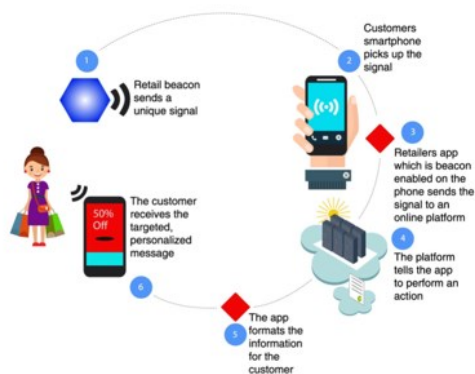 1
Retail beacon
sends a
unique signal
2
Customers
smartphone
picks up the
signal
3
Retailers app
which is beacon
enabled on the
phone sends the
signal to an
online platform
4
The platform
tells the app
to perform an
action
5
The app
formats the
information
for the
customer
6
The customer
receives the
targeted,
personalized
message
50%
Off